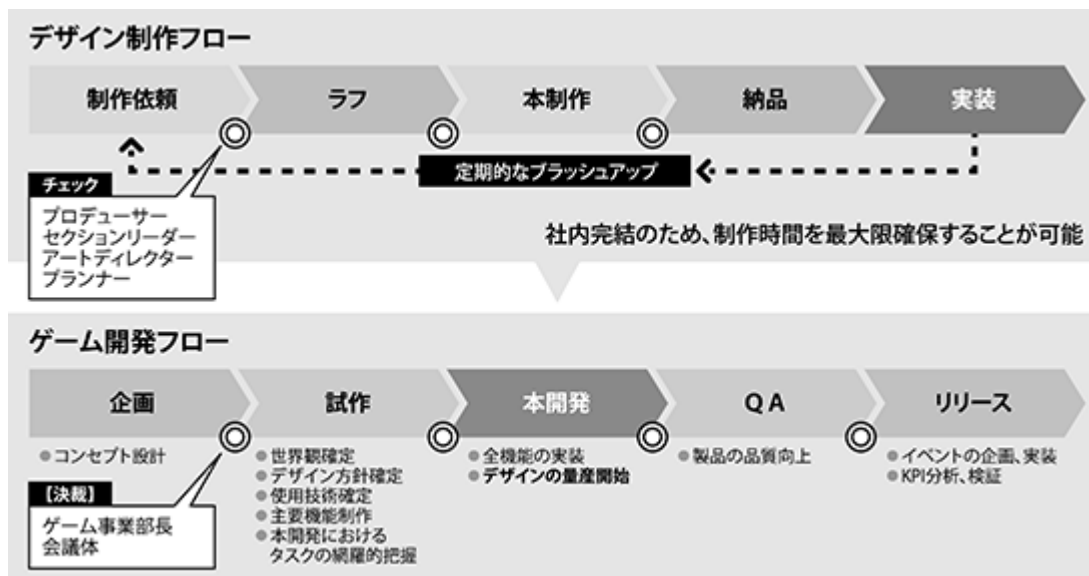 デザイン制作フロー
制作依頼
ラフ
本制作
納品
実装
定期的なブラッシュアップ
チェック
プロデューサー
セクションリーダー
アートディレクター
プランナー
社内完結のため、制作時間を最大限確保することが可能
ゲーム開発フロー
企画
試作
本開発
QA
リリース
●コンセプト設計
【決裁】
ゲーム事業部長
会議体
●世界観確定
●デザイン方針確定
●使用技術確定
●主要機能制作
●本開発における
タスクの網羅的把握
●全機能の実装
●デザインの量産開始
●製品の品質向上
●イベントの企画、実装
●KPI分析、検証